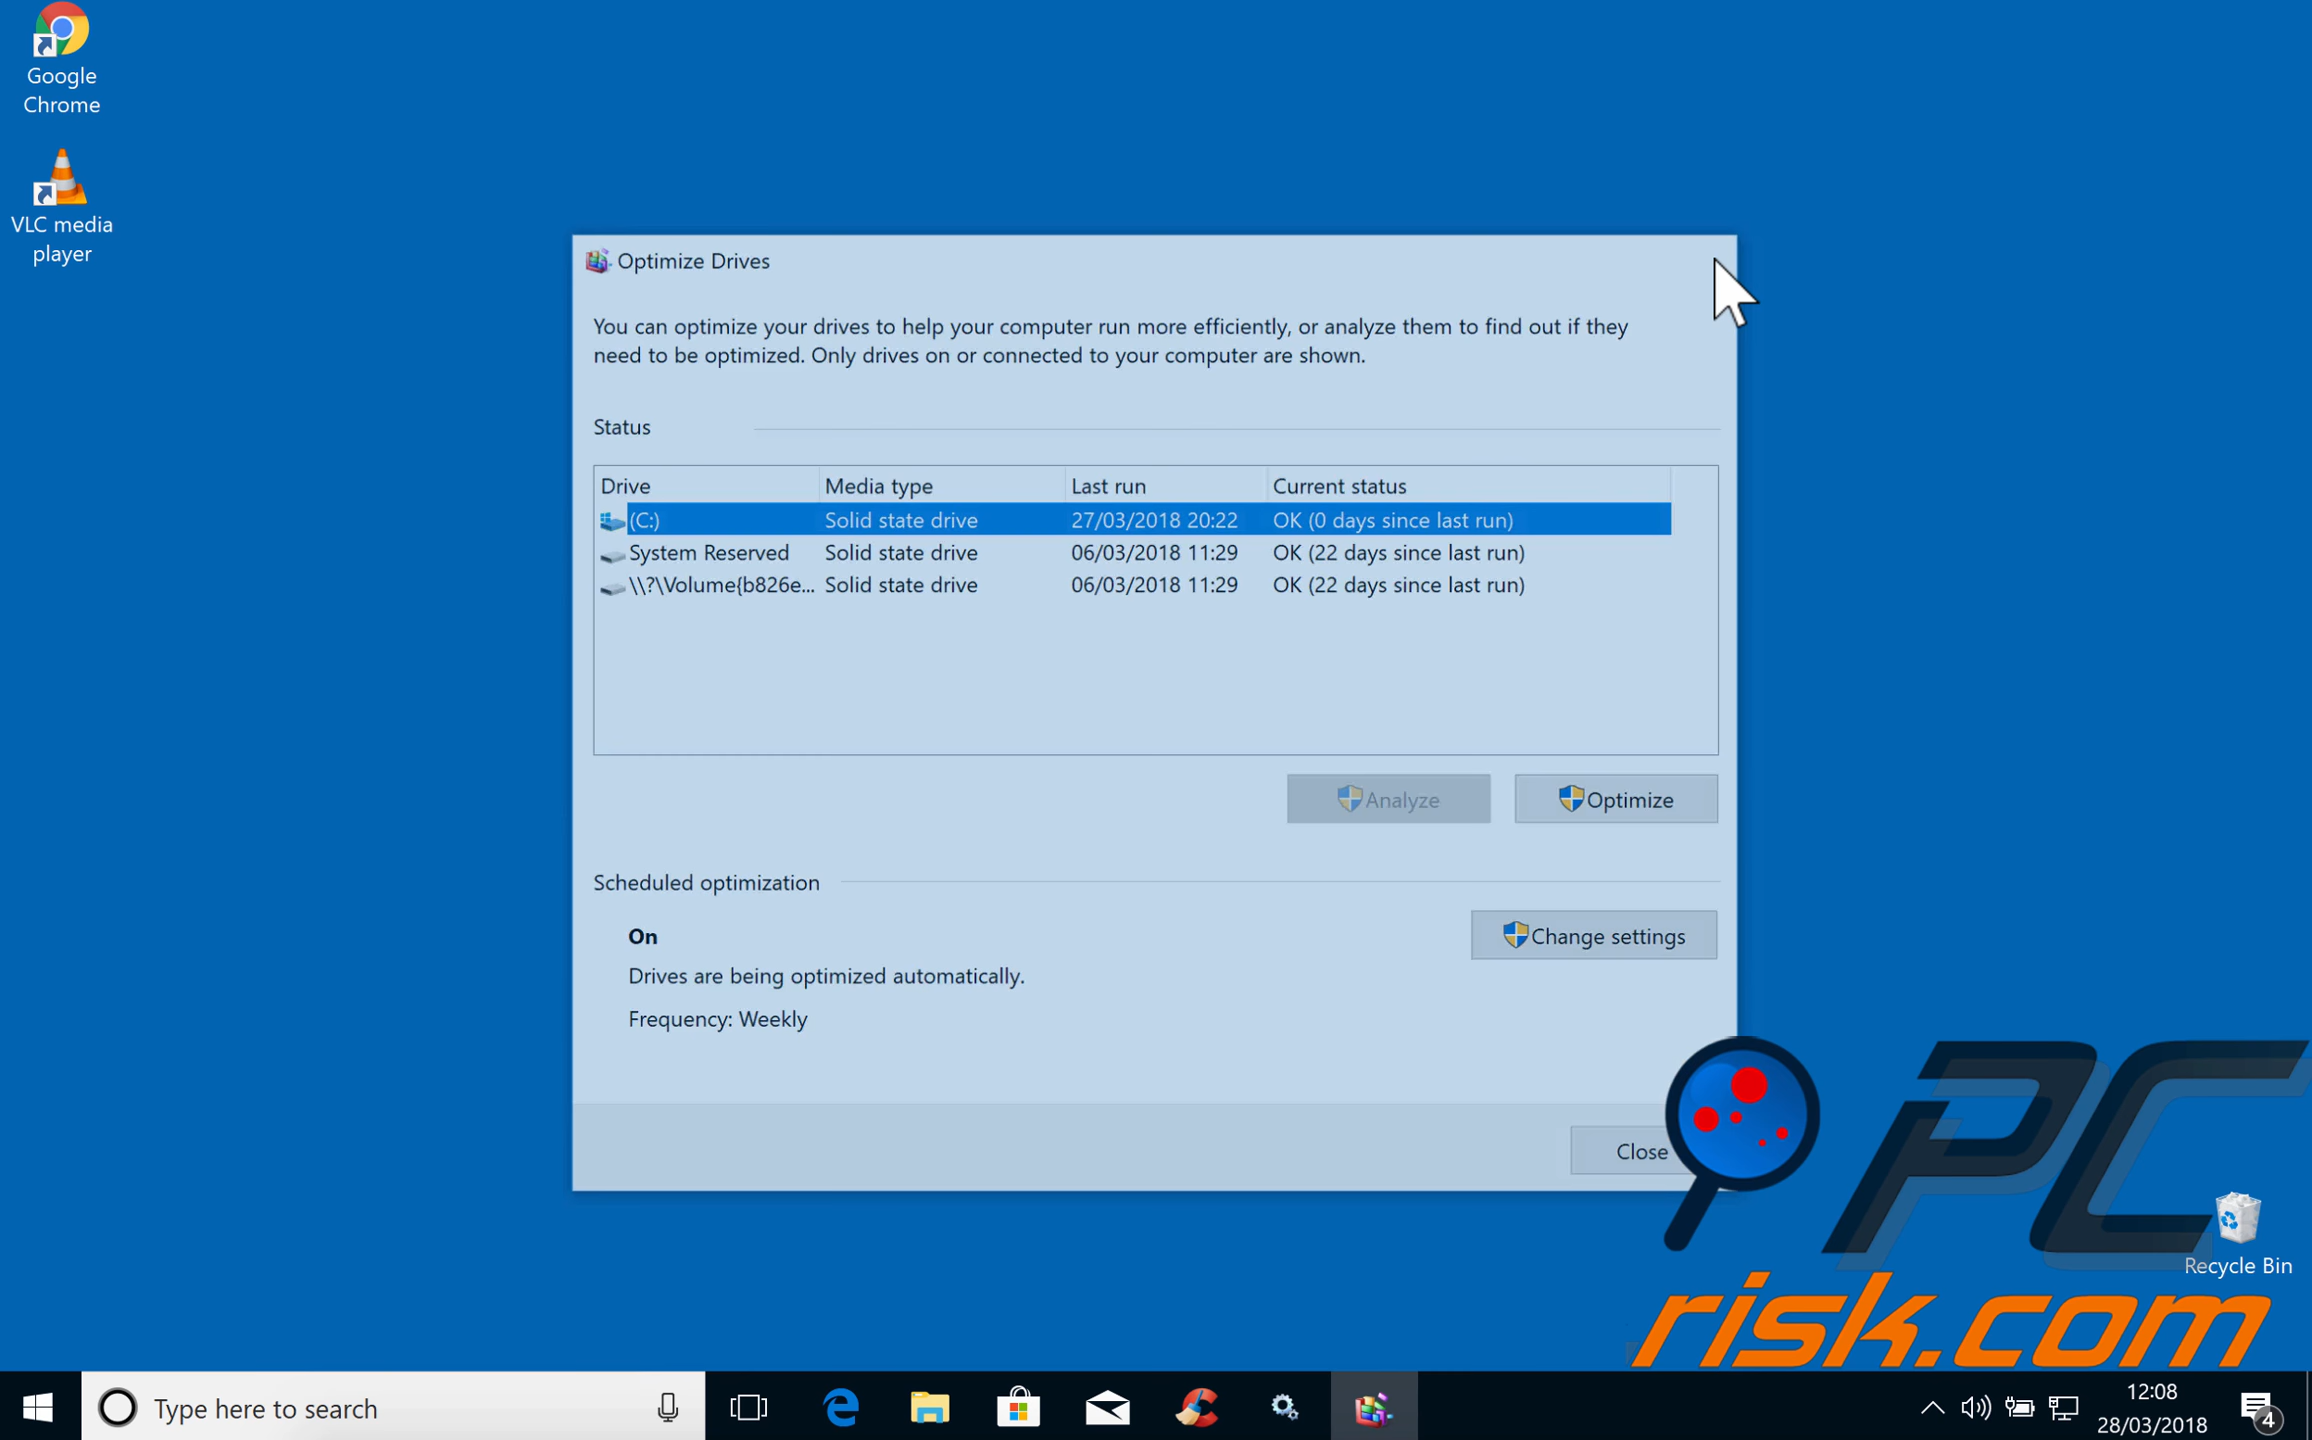 Google
Chrome
VLC media
player
Optimize Drives
You can optimize your drives to help your computer run more efficiently, or analyze them to find out if they
need to be optimized. Only drives on or connected to your computer are shown.
Status
Drive Media type Last run Current status
(C:) Solid state drive 27/03/2018 20:22 OK (0 days since last run)
System Reserved Solid state drive 06/03/2018 11:29 OK (22 days since last run)
\\?\Volume{b826e... Solid state drive 06/03/2018 11:29 OK (22 days since last run)
Analyze Optimize
Scheduled optimization
On Change settings
Drives are being optimized automatically.
Frequency: Weekly
Close
PC
risk.com
Recycle Bin
Type here to search
12:08
28/03/2018
4